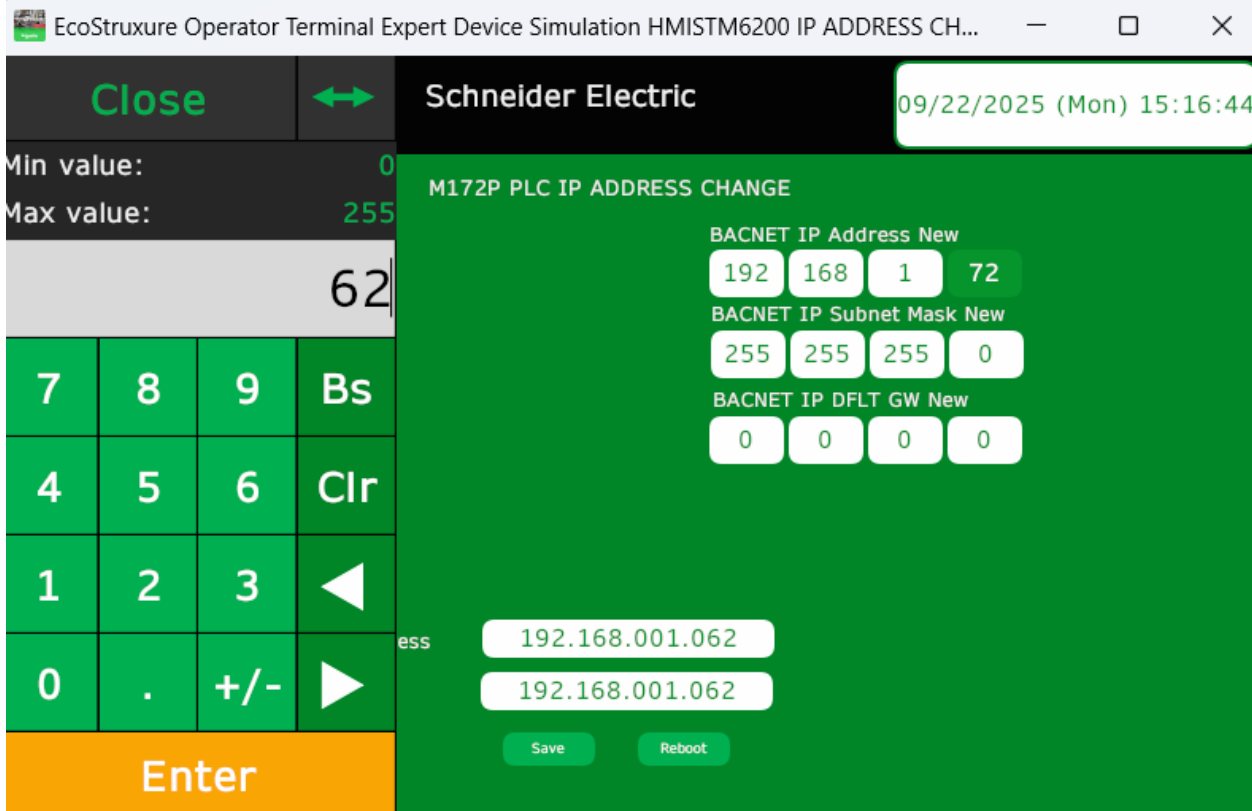 EcoStruxure Operator Terminal Expert Device Simulation HMISTM6200 IP ADDRESS CH...
Close
Schneider Electric
09/22/2025 (Mon) 15:16:44
Min value: 0
Max value: 255
62
7 8 9 Bs
4 5 6 Clr
1 2 3
0 . +/-
Enter
M172P PLC IP ADDRESS CHANGE
BACNET IP Address New
192 168 1 72
BACNET IP Subnet Mask New
255 255 255 0
BACNET IP DFLT GW New
0 0 0 0
ess 192.168.001.062
192.168.001.062
Save Reboot